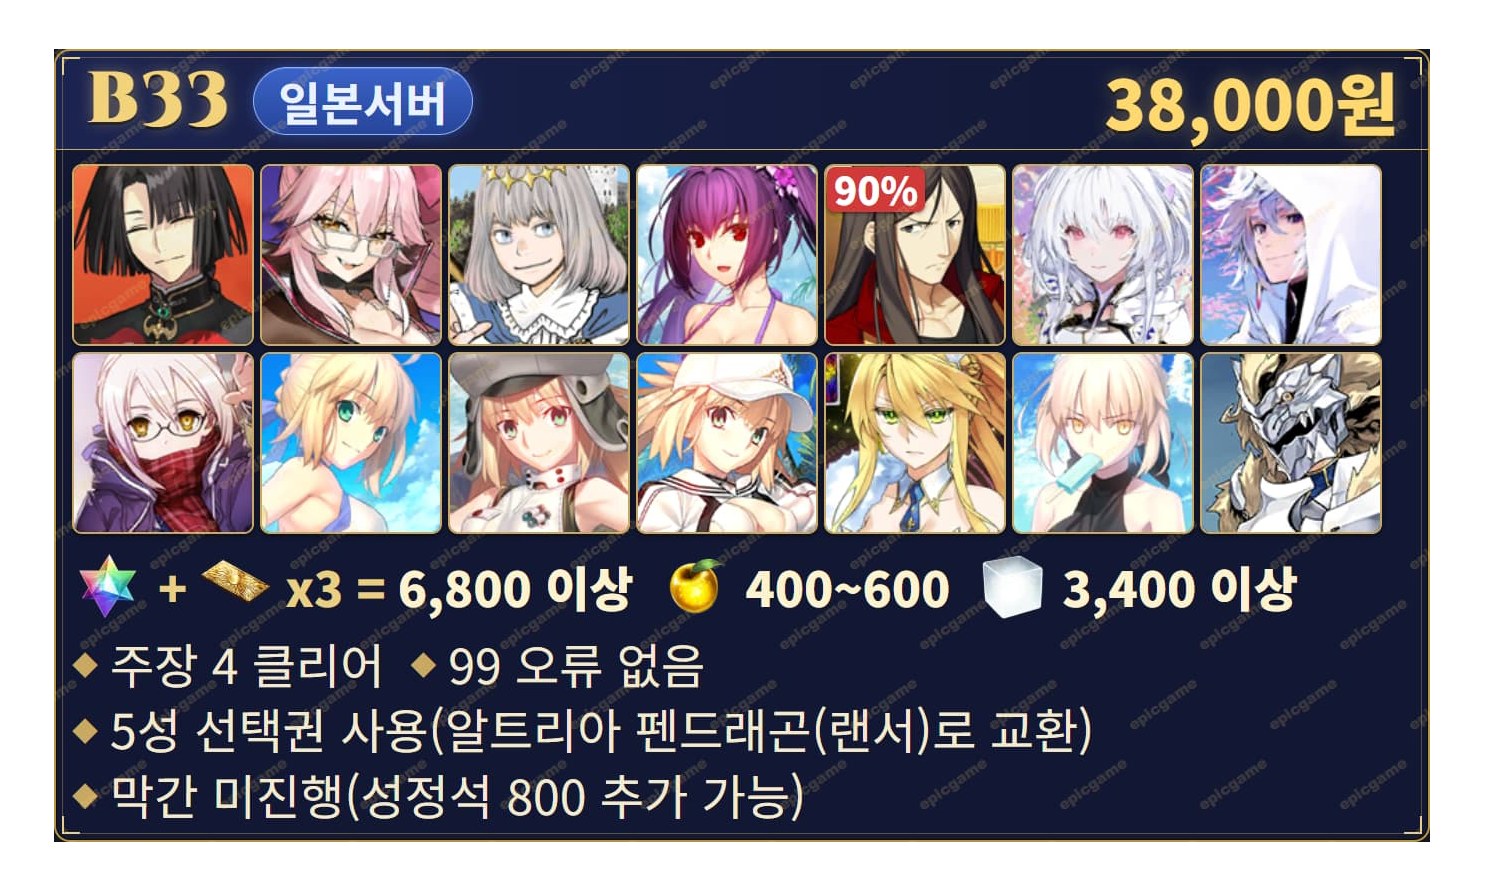 B33 일본서버 38,000원
90%
+ x3 = 6,800 이상 400~600 3,400 이상
주장 4 클리어 99 오류 없음
5성 선택권 사용(알트리아 펜드래곤(랜서)로 교환)
막간 미진행(성정석 800 추가 가능)
epicgame